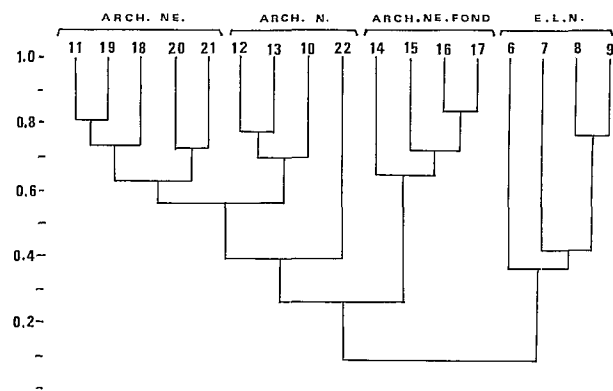 ARCH. NE. ARCH. N. ARCH.NE.FOND E.L.N.
11 19 18 20 21 12 13 10 22 14 15 16 17 6 7 8 9
1.0-
0.8-
0.6-
0.4-
0.2-